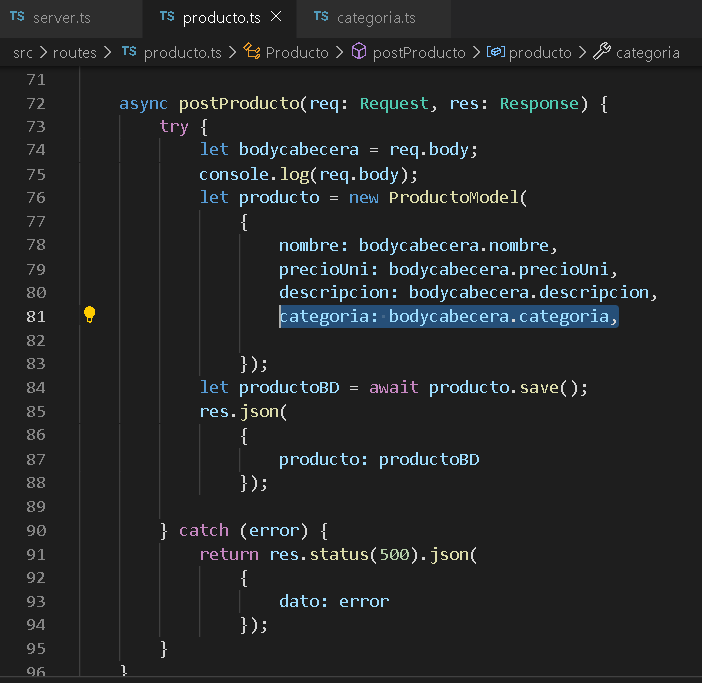 TS server.ts TS producto.ts × TS categoria.ts
src > routes > TS producto.ts > Producto > postProducto > producto > categoria
71
72 async postProducto(req: Request, res: Response) {
73 try {
74 let bodycabecera = req.body;
75 console.log(req.body);
76 let producto = new ProductoModel(
77 {
78 nombre: bodycabecera.nombre,
79 precioUni: bodycabecera.precioUni,
80 descripcion: bodycabecera.descripcion,
81 categoria: bodycabecera.categoria,
82
83 });
84 let productoBD = await producto.save();
85 res.json(
86 {
87 producto: productoBD
88 });
89
90 } catch (error) {
91 return res.status(500).json(
92 {
93 dato: error
94 });
95 }
96 }